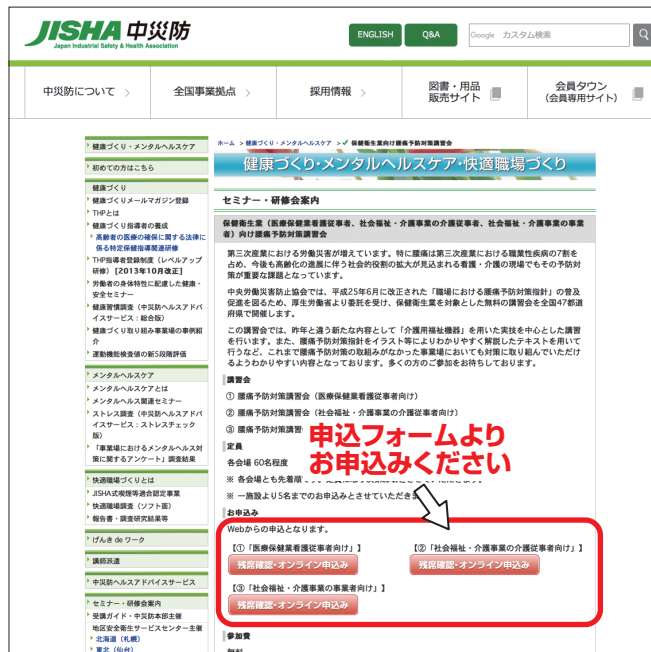 JISHA 中災防
Japan Industrial Safety & Health Association
ENGLISH
Q&A
Google カスタム検索
中災防について
全国事業拠点
採用情報
図書・用品
販売サイト
会員タウン
(会員専用サイト)
健康づくり・メンタルヘルスケア
初めての方はこちら
健康づくり
健康づくりメールマガジン登録
THPとは
健康づくり指導者の養成
高齢者の医療の確保に関する法律に
係る特定保健指導関連研修
THP指導者登録制度(レベルアップ
研修)【2013年10月改正】
労働者の身体特性に配慮した健康・
安全セミナー
健康習慣調査(中災防ヘルスアドバ
イスサービス:総合版)
健康づくり取り組み事業場の事例紹
介
運動機能検査値の新5段階評価
メンタルヘルスケア
メンタルヘルスケアとは
メンタルヘルス関連セミナー
ストレス調査(中災防ヘルスアドバ
イスサービス:ストレスチェック
版)
「事業場におけるメンタルヘルス対
策に関するアンケート」調査結果
快適職場づくりとは
JISHA式喫煙等適合認定事業
快適職場調査(ソフト面)
報告書・調査研究結果等
げんき de ワーク
講師派遣
中災防ヘルスアドバイスサービス
セミナー・研修会案内
受講ガイド・中災防本部主催
地区安全衛生サービスセンター主催
北海道(札幌)
東北(仙台)
ホーム > 健康づくり・メンタルヘルスケア > 保健衛生業向け腰痛予防対策講習会
健康づくり・メンタルヘルスケア・快適職場づくり
セミナー・研修会案内
保健衛生業(医療保健業看護従事者、社会福祉・介護事業の介護従事者、社会福祉・介護事業の事業
者)向け腰痛予防対策講習会
第三次産業における労働災害が増えています。特に腰痛は第三次産業における職業性疾病の7割を
占め、今後も高齢化の進展に伴う社会的役割の拡大が見込まれる看護・介護の現場でもその予防対
策が重要な課題となっています。
中央労働災害防止協会では、平成25年6月に改定された「職場における腰痛予防対策指針」の普及
促進を図るため、厚生労働省より委託を受け、保健衛生業を対象とした無料の講習会を全国47都道
府県で開催します。
この講習会では、昨年と違う新たな内容として「介護用福祉機器」を用いた実技を中心とした講習
を行います。また、腰痛予防対策指針をイラスト等によりわかりやすく解説したテキストを用いて
行うなど、これまで腰痛予防対策の取組みがなかった事業場においても対策に取り組んでいただけ
るようわかりやすい内容となっております。多くの方のご参加をお待ちしております。
講習会
① 腰痛予防対策講習会(医療保健業看護従事者向け)
② 腰痛予防対策講習会(社会福祉・介護事業の介護従事者向け)
③ 腰痛予防対策講習
申込フォームより
お申込みください
定員
各会場 60名程度
※ 各会場とも先着順
※ 一施設より5名までのお申込みとさせていただき
お申込み
Webからの申込となります。
【①「医療保健業看護従事者向け」】
【②「社会福祉・介護事業の介護従事者向け」】
残席確認・オンライン申込み
残席確認・オンライン申込み
【③「社会福祉・介護事業の事業者向け」】
残席確認・オンライン申込み
参加費
無料